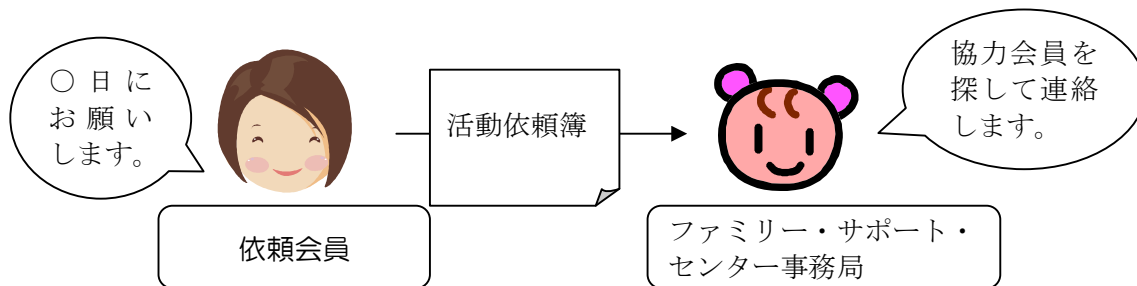 〇日に
お願い
します。
活動依頼簿
協力会員を
探して連絡
します。
依頼会員
ファミリー・サポート・
センター事務局